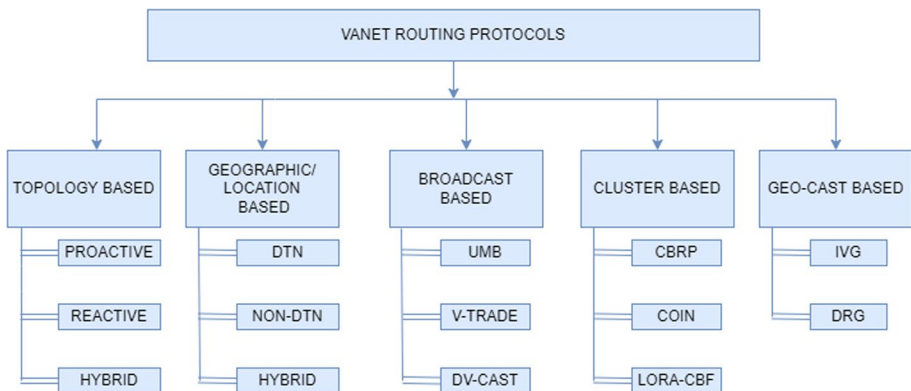 VANET ROUTING PROTOCOLS
TOPOLOGY BASED
GEOGRAPHIC/
LOCATION
BASED
BROADCAST
BASED
CLUSTER BASED
GEO-CAST BASED
PROACTIVE
DTN
UMB
CBRP
IVG
REACTIVE
NON-DTN
V-TRADE
COIN
DRG
HYBRID
HYBRID
DV-CAST
LORA-CBF